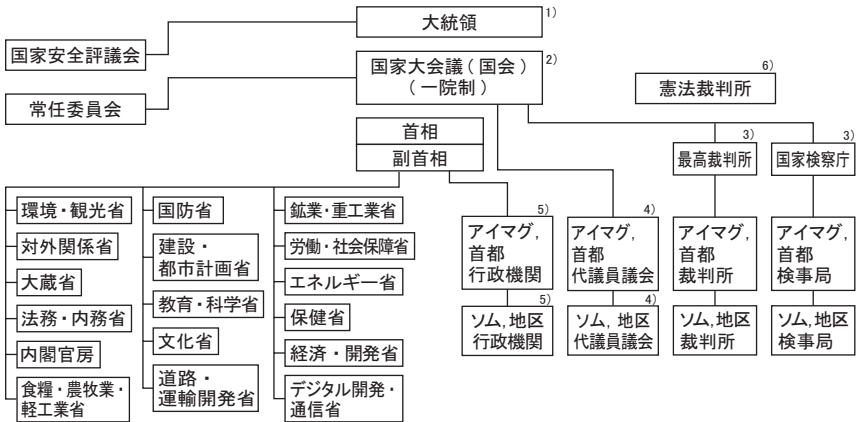 大統領
1)
国家安全評議会
国家大会議(国会)
(一院制)
2)
常任委員会
憲法裁判所
6)
首相
副首相
最高裁判所
3)
国家検察庁
3)
環境・観光省
対外関係省
大蔵省
法務・内務省
内閣官房
食糧・農牧業・
軽工業省
国防省
建設・
都市計画省
教育・科学省
文化省
道路・
運輸開発省
鉱業・重工業省
労働・社会保障省
エネルギー省
保健省
経済・開発省
デジタル開発・
通信省
5)
アイマグ,
首都
行政機関
4)
アイマグ,
首都
代議員議会
アイマグ,
首都
裁判所
アイマグ,
首都
検事局
5)
ソム,地区
行政機関
4)
ソム,地区
代議員議会
ソム,地区
裁判所
ソム,地区
検事局